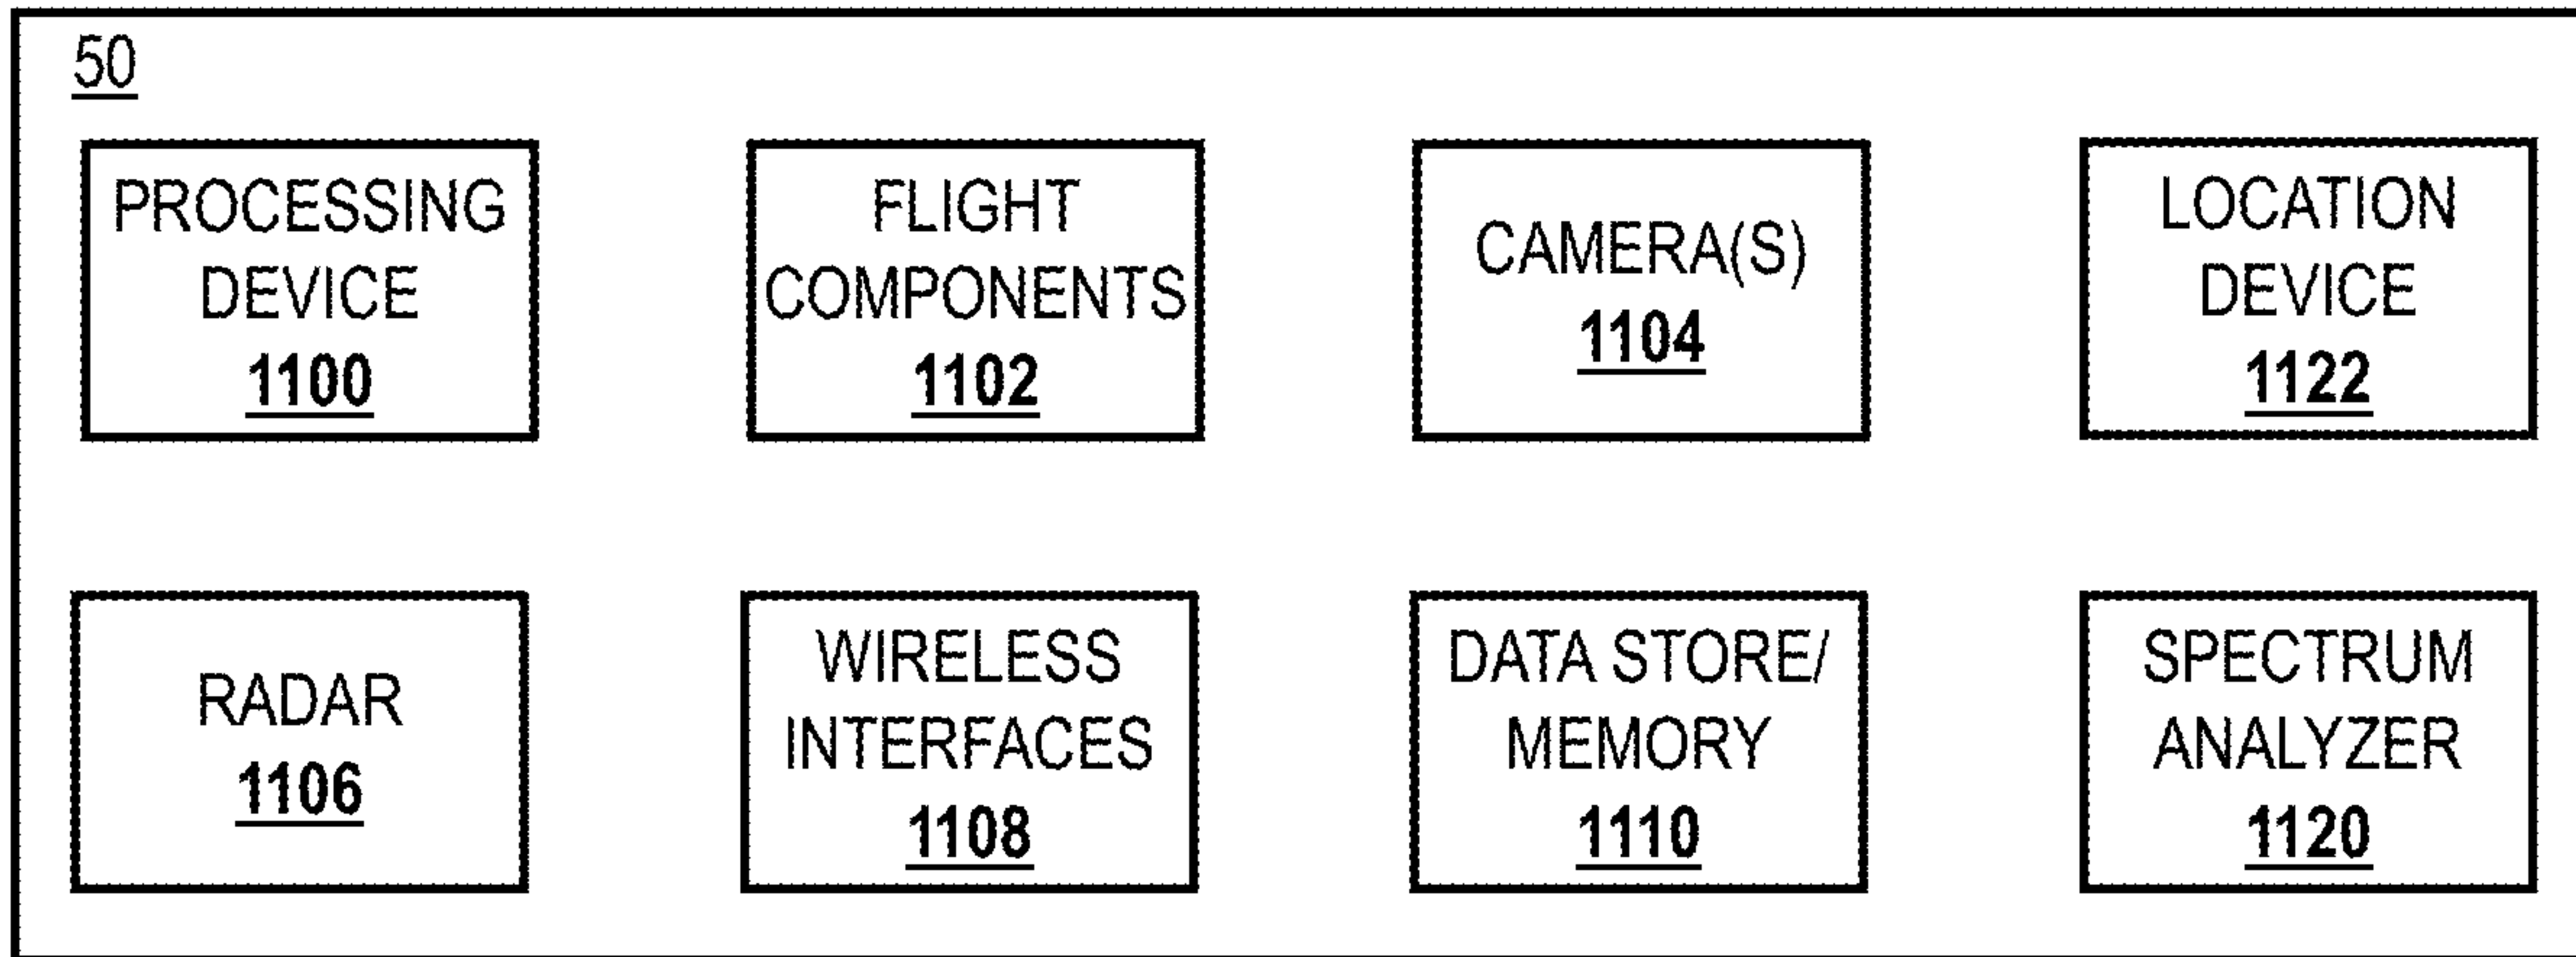 50
PROCESSING
DEVICE
1100
FLIGHT
COMPONENTS
1102
CAMERA(S)
1104
LOCATION
DEVICE
1122
RADAR
1106
WIRELESS
INTERFACES
1108
DATA STORE/
MEMORY
1110
SPECTRUM
ANALYZER
1120